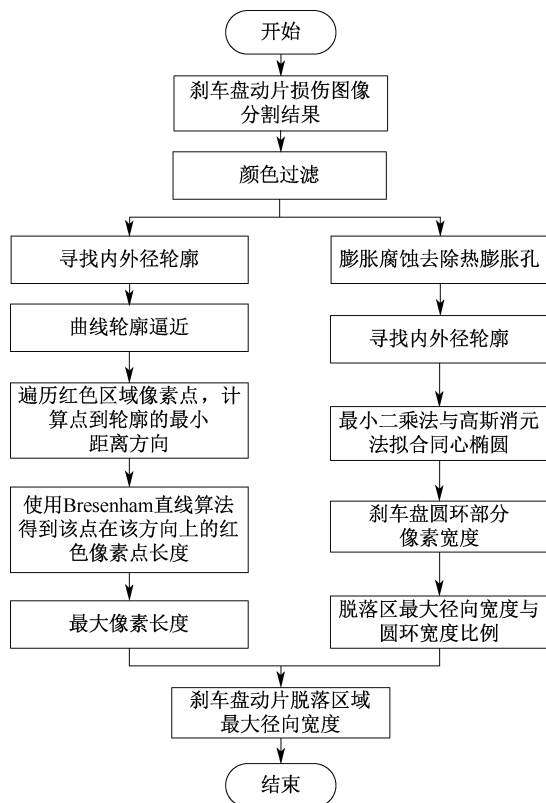 开始
刹车盘动片损伤图像
分割结果
颜色过滤
寻找内外径轮廓
曲线轮廓逼近
遍历红色区域像素点，计
算点到轮廓的最小
距离方向
使用Bresenham直线算法
得到该点在该方向上的红
色像素点长度
最大像素长度
膨胀腐蚀去除热膨胀孔
寻找内外径轮廓
最小二乘法与高斯消元
法拟合同心椭圆
刹车盘圆环部分
像素宽度
脱落区最大径向宽度与
圆环宽度比例
刹车盘动片脱落区域
最大径向宽度
结束